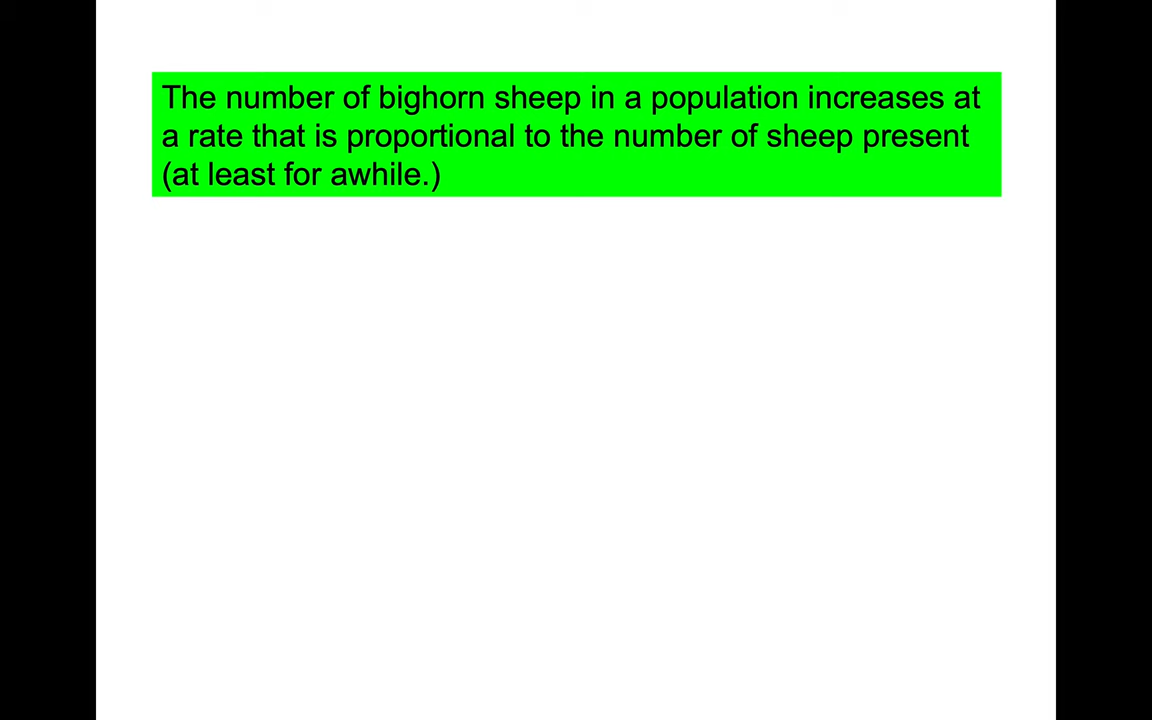 The number of bighorn sheep in a population increases at
a rate that is proportional to the number of sheep present
(at least for awhile.)